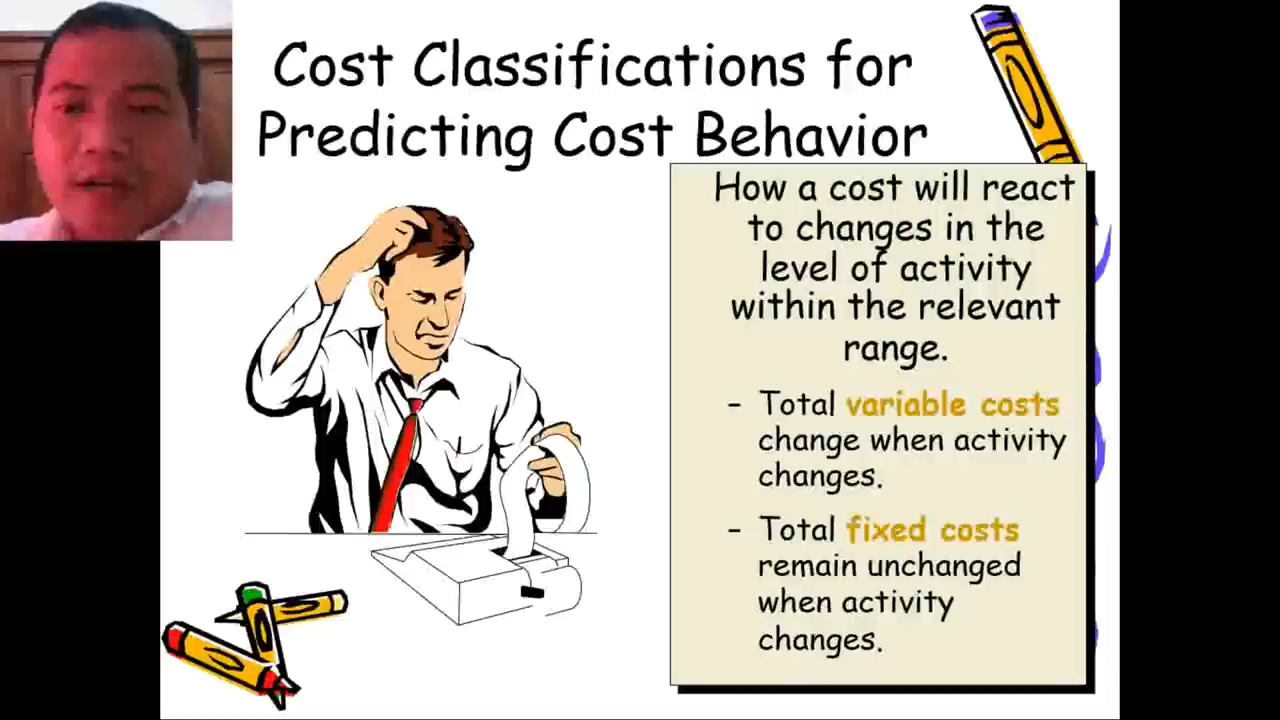 Cost Classifications for
Predicting Cost Behavior
How a cost will react
to changes in the
level of activity
within the relevant
range.
– Total variable costs
change when activity
changes.
– Total fixed costs
remain unchanged
when activity
changes.